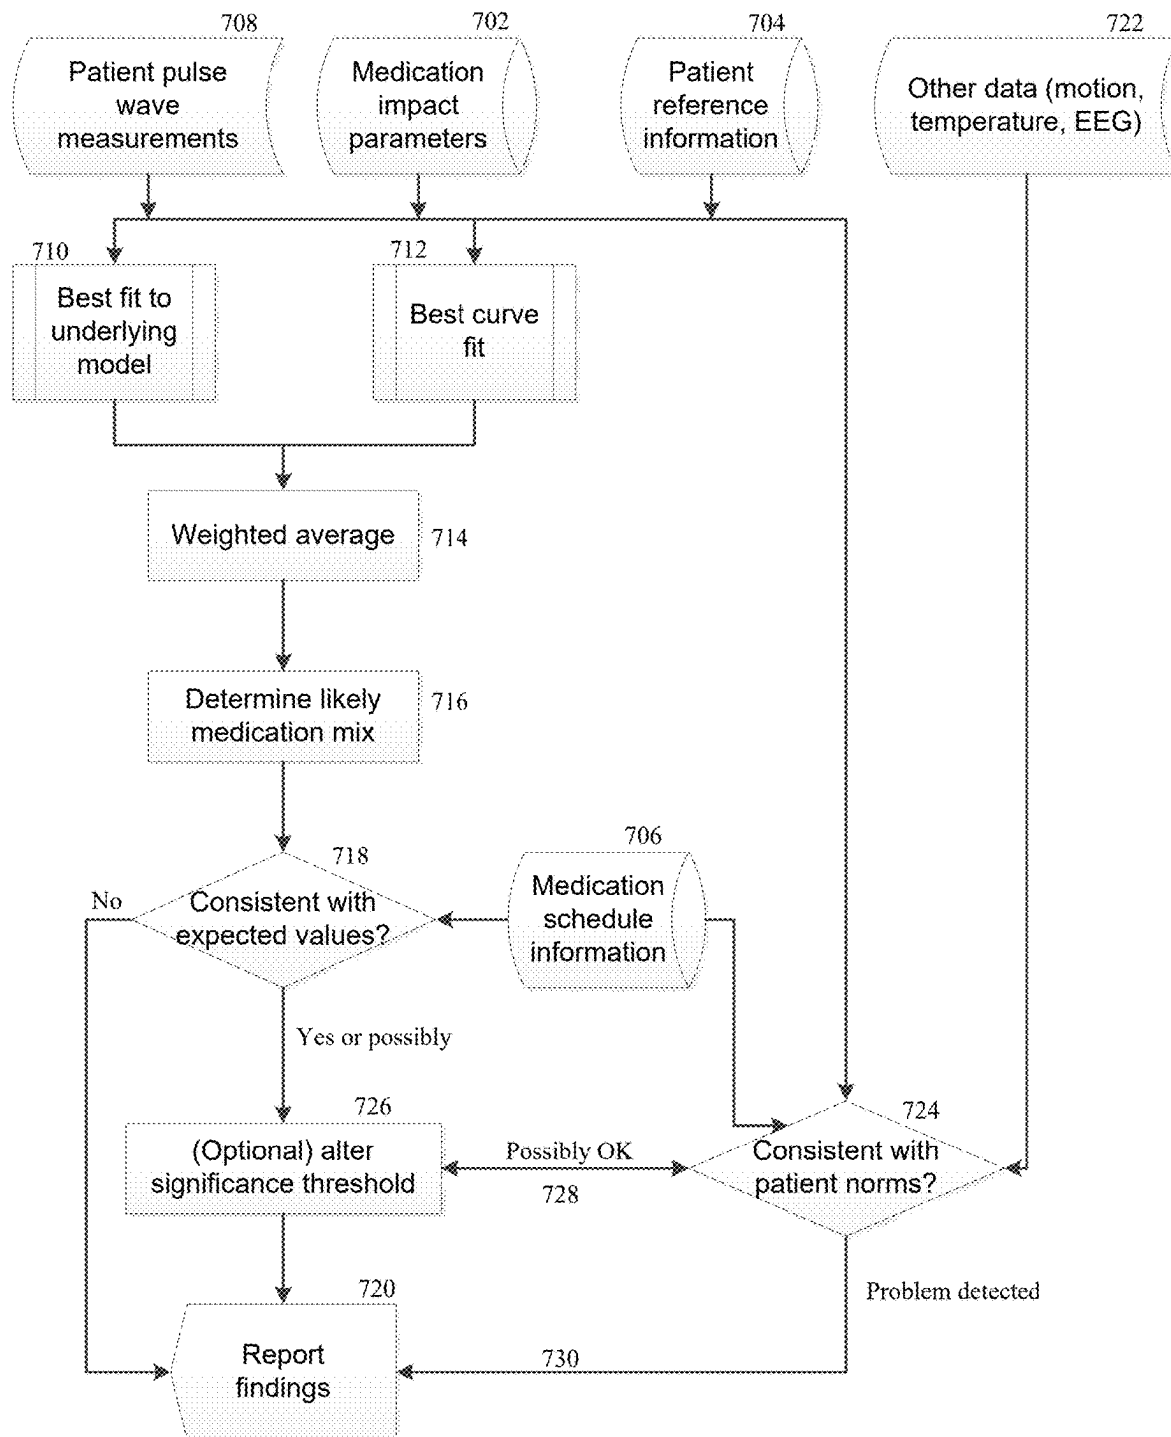 708
702
704
722
Patient pulse
wave
measurements
Medication
impact
parameters
Patient
reference
information
Other data (motion,
temperature, EEG)
710
712
Best fit to
underlying
model
Best curve
fit
Weighted average
714
Determine likely
medication mix
716
718
706
No
Consistent with
expected values?
Medication
schedule
information
Yes or possibly
726
724
(Optional) alter
significance threshold
Possibly OK
728
Consistent with
patient norms?
720
Problem detected
Report
findings
730